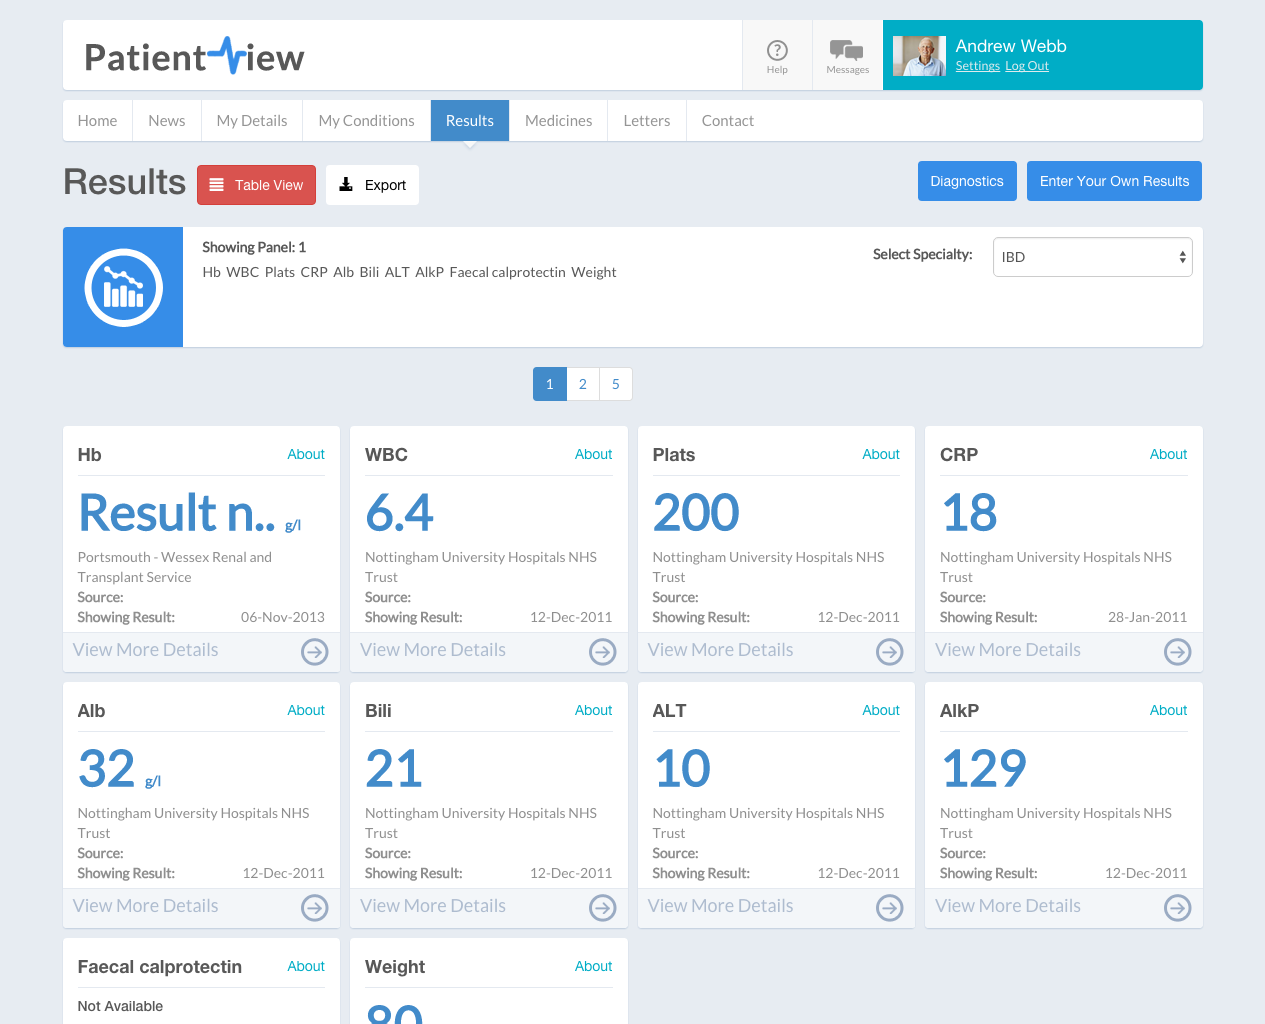 Patient iew
Help
Messages
Andrew Webb
Settings Log Out
Home News My Details My Conditions Results Medicines Letters Contact
Results Table View Export Diagnostics Enter Your Own Results
Showing Panel: 1
Hb WBC Plats CRP Alb Bili ALT AlkP Faecal calprotectin Weight
Select Specialty: IBD
1 2 5
Hb About
Result n.. g/l
Portsmouth - Wessex Renal and
Transplant Service
Source:
Showing Result: 06-Nov-2013
View More Details
WBC About
6.4
Nottingham University Hospitals NHS
Trust
Source:
Showing Result: 12-Dec-2011
View More Details
Plats About
200
Nottingham University Hospitals NHS
Trust
Source:
Showing Result: 12-Dec-2011
View More Details
CRP About
18
Nottingham University Hospitals NHS
Trust
Source:
Showing Result: 28-Jan-2011
View More Details
Alb About
32 g/l
Nottingham University Hospitals NHS
Trust
Source:
Showing Result: 12-Dec-2011
View More Details
Bili About
21
Nottingham University Hospitals NHS
Trust
Source:
Showing Result: 12-Dec-2011
View More Details
ALT About
10
Nottingham University Hospitals NHS
Trust
Source:
Showing Result: 12-Dec-2011
View More Details
AlkP About
129
Nottingham University Hospitals NHS
Trust
Source:
Showing Result: 12-Dec-2011
View More Details
Faecal calprotectin About
Not Available
Weight About
80